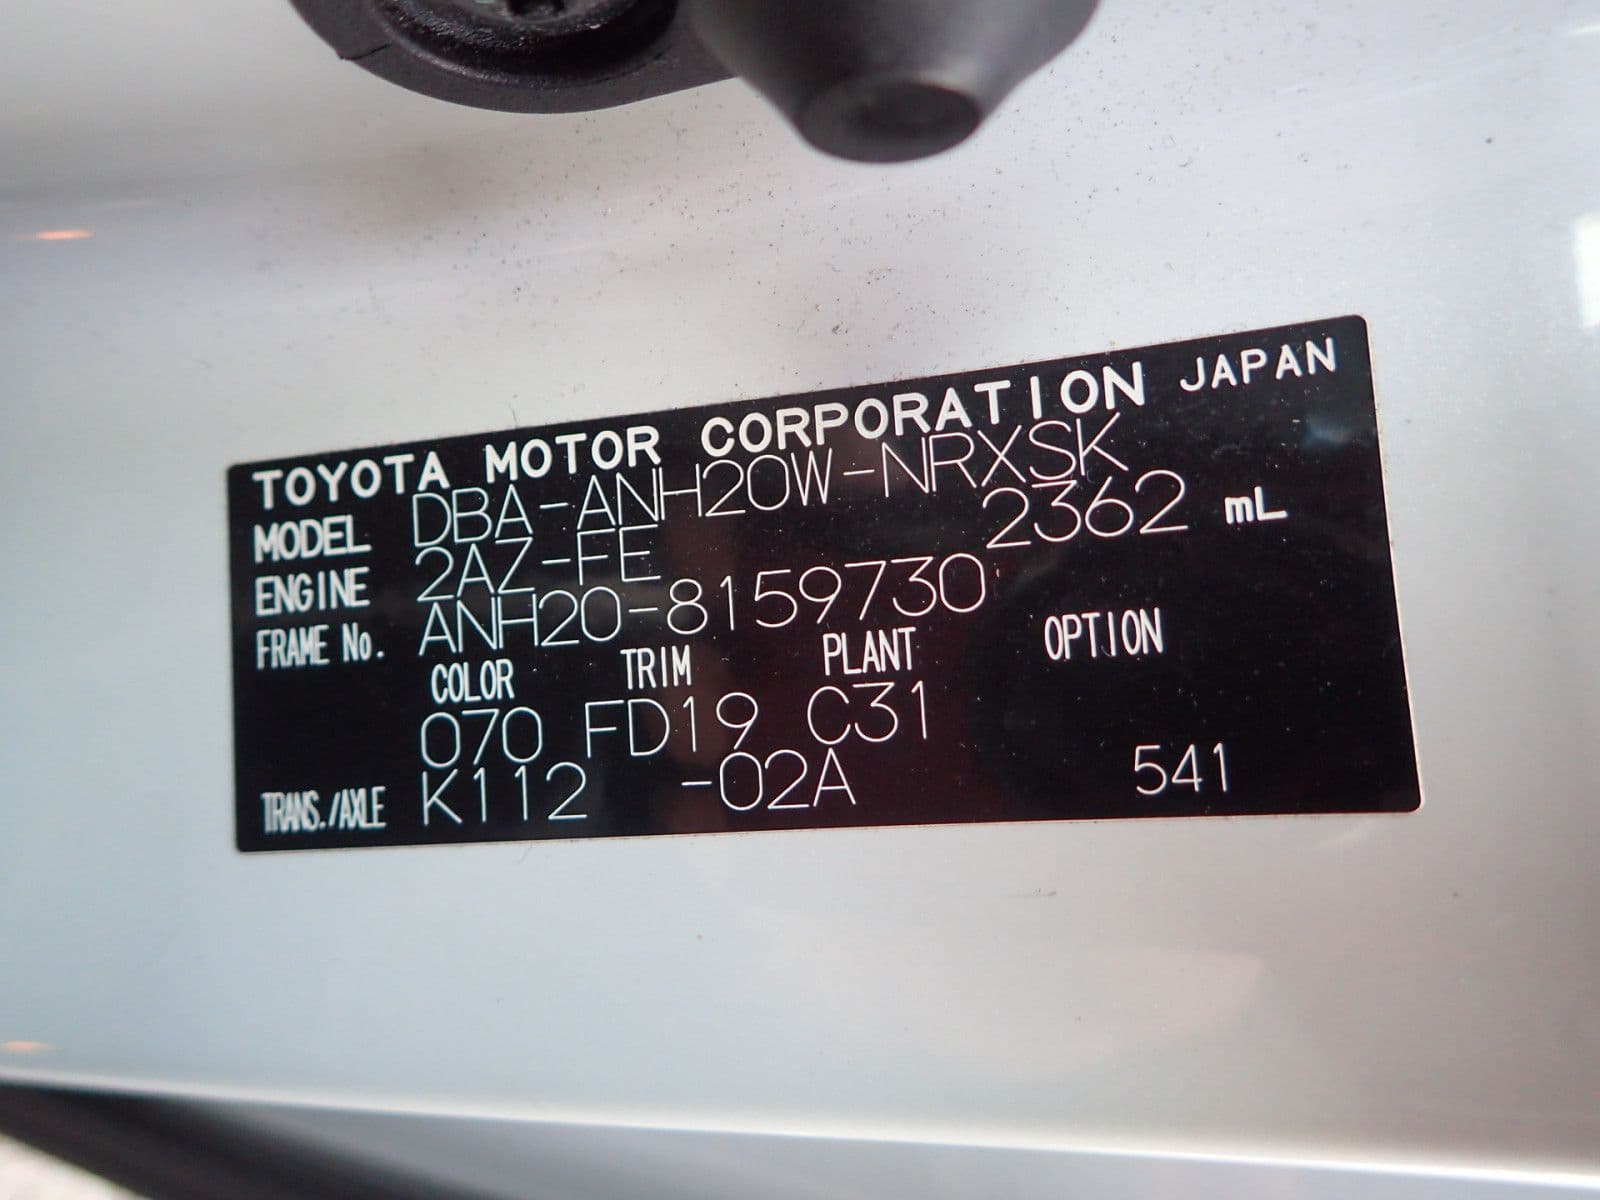 TOYOTA MOTOR CORPORATION JAPAN
MODEL DBA-ANH20W-NRXSK
ENGINE 2AZ-FE 2362 mL
FRAME No. ANH20-8159730
COLOR TRIM PLANT OPTION
070 FD19 C31
TRANS./AXLE K112 -02A 541